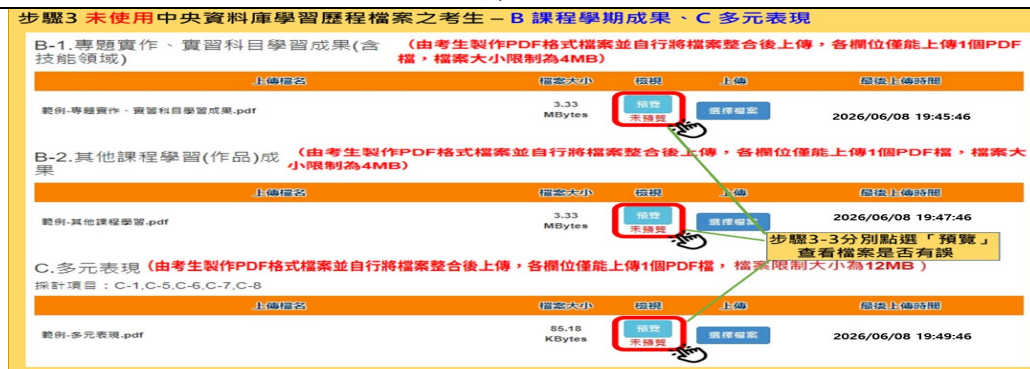 步驟3 未使用中央資料庫學習歷程檔案之考生 – B 課程學期成果、C 多元表現
B-1.專題實作、實習科目學習成果(含技能領域)
(由考生製作PDF格式檔案並自行將檔案整合後上傳，各欄位僅能上傳1個PDF檔，檔案大小限制為4MB)
上傳檔名 檔案大小 檢視 上傳 最後上傳時間
範例-專題實作、實習科目學習成果.pdf 3.33 MBytes 預覽 未預覽 選擇檔案 2026/06/08 19:45:46
B-2.其他課程學習(作品)成果
(由考生製作PDF格式檔案並自行將檔案整合後上傳，各欄位僅能上傳1個PDF檔，檔案大小限制為4MB)
上傳檔名 檔案大小 檢視 上傳 最後上傳時間
範例-其他課程學習.pdf 3.33 MBytes 預覽 未預覽 選擇檔案 2026/06/08 19:47:46
步驟3-3分別點選「預覽」
查看檔案是否有誤
C.多元表現 (由考生製作PDF格式檔案並自行將檔案整合後上傳，各欄位僅能上傳1個PDF檔，檔案限制大小為12MB )
採計項目：C-1,C-5,C-6,C-7,C-8
上傳檔名 檔案大小 檢視 上傳 最後上傳時間
範例-多元表現.pdf 85.18 KBytes 預覽 未預覽 選擇檔案 2026/06/08 19:49:46